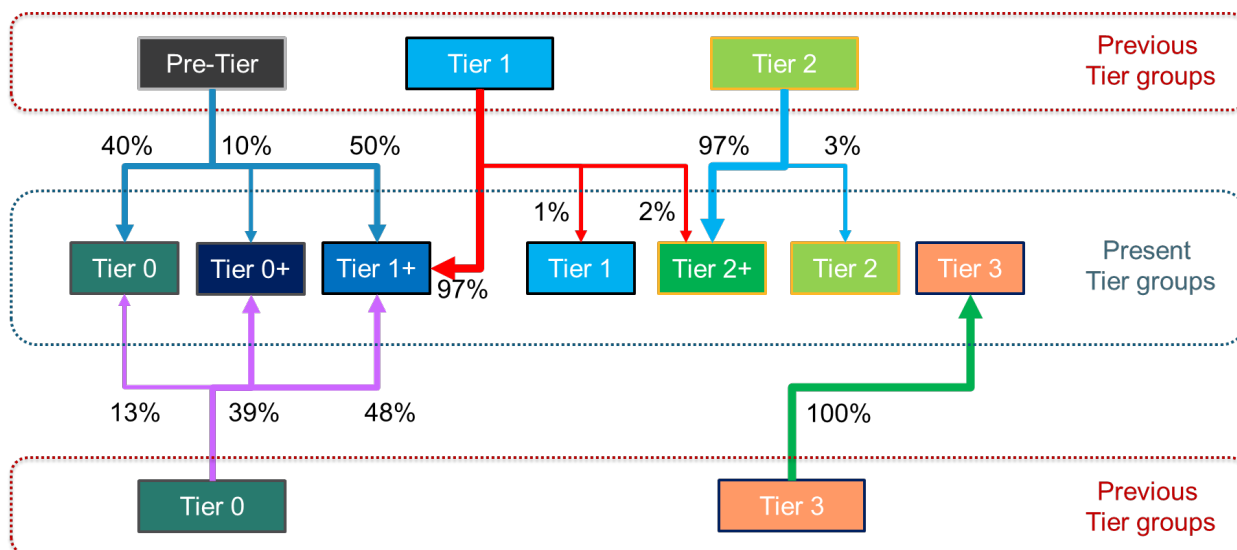 Pre-Tier
Tier 1
Tier 2
Previous
Tier groups
40%
10%
50%
97%
3%
1%
2%
Tier 0
Tier 0+
Tier 1+
97%
Tier 1
Tier 2+
Tier 2
Tier 3
Present
Tier groups
13%
39%
48%
100%
Tier 0
Tier 3
Previous
Tier groups